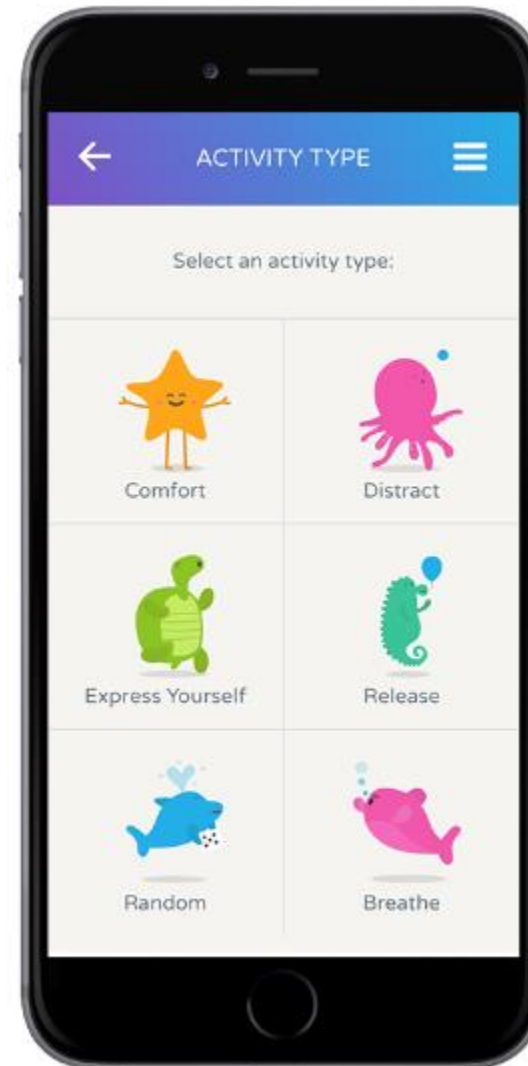 ACTIVITY TYPE
Select an activity type:
Comfort
Distract
Express Yourself
Release
Random
Breathe